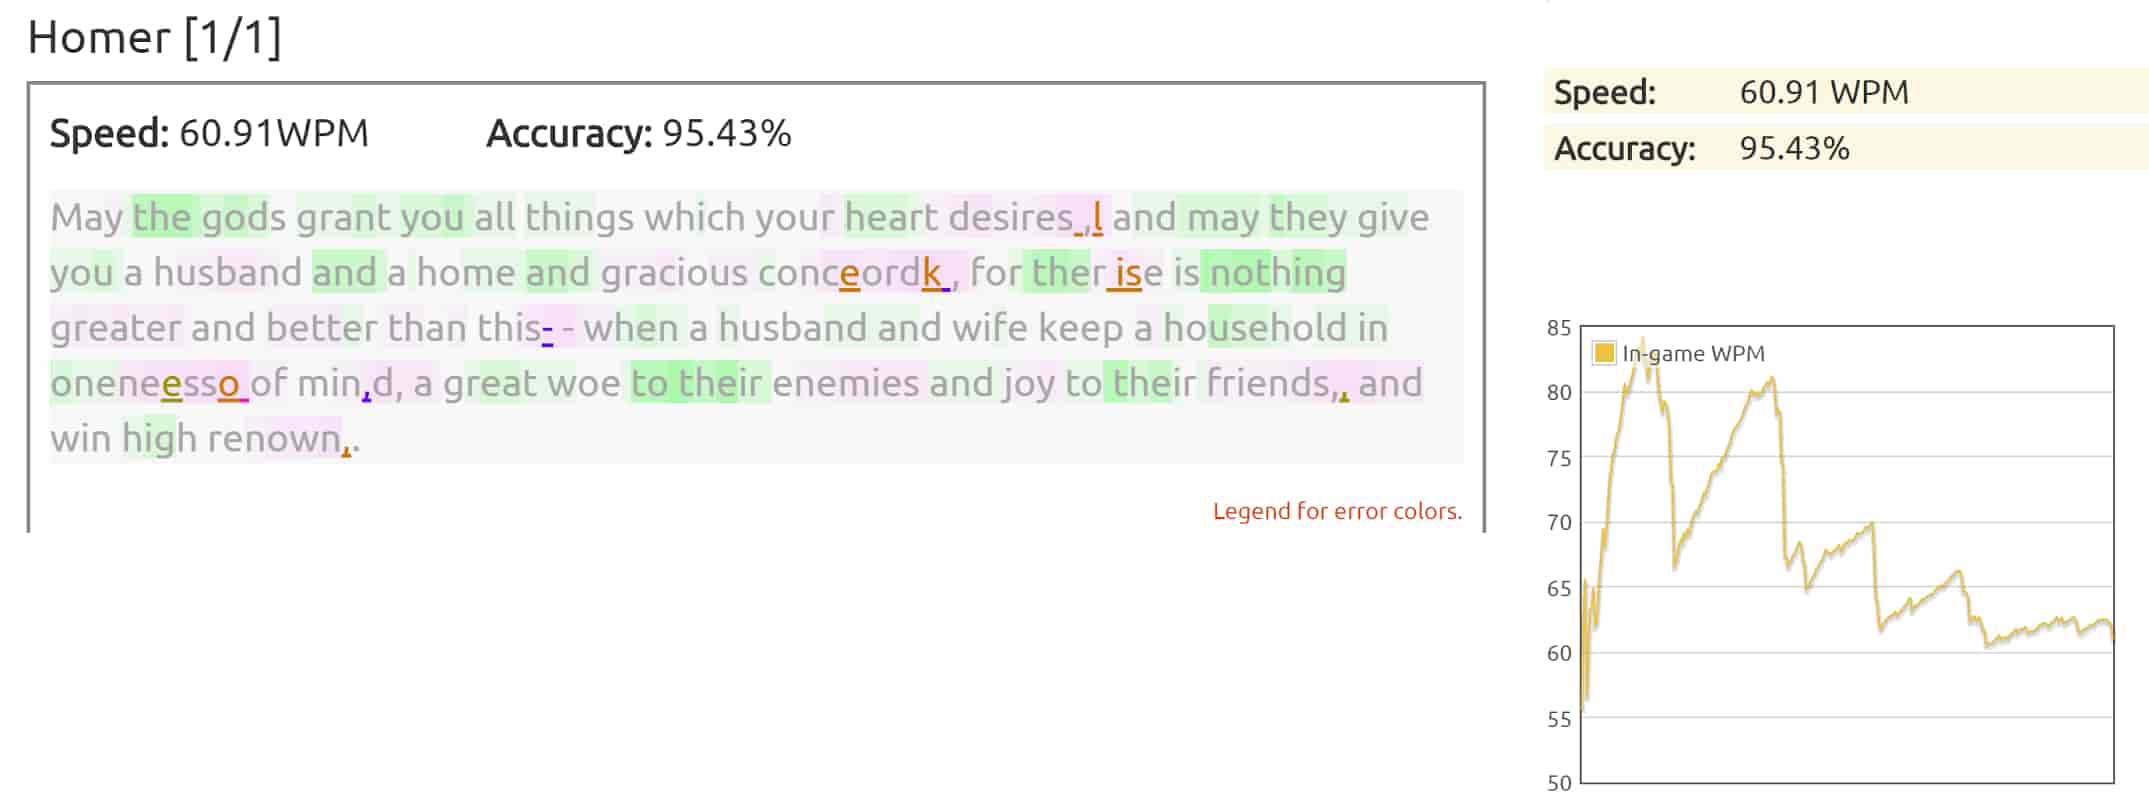 Homer [1/1]
Speed: 60.91WPM Accuracy: 95.43%
May the gods grant you all things which your heart desires ,l and may they give
you a husband and a home and gracious conceordk , for ther ise is nothing
greater and better than this- - when a husband and wife keep a household in
oneneesso of min,d, a great woe to their enemies and joy to their friends,, and
win high renown,.
Legend for error colors.
Speed: 60.91 WPM
Accuracy: 95.43%
In-game WPM
85
80
75
70
65
60
55
50